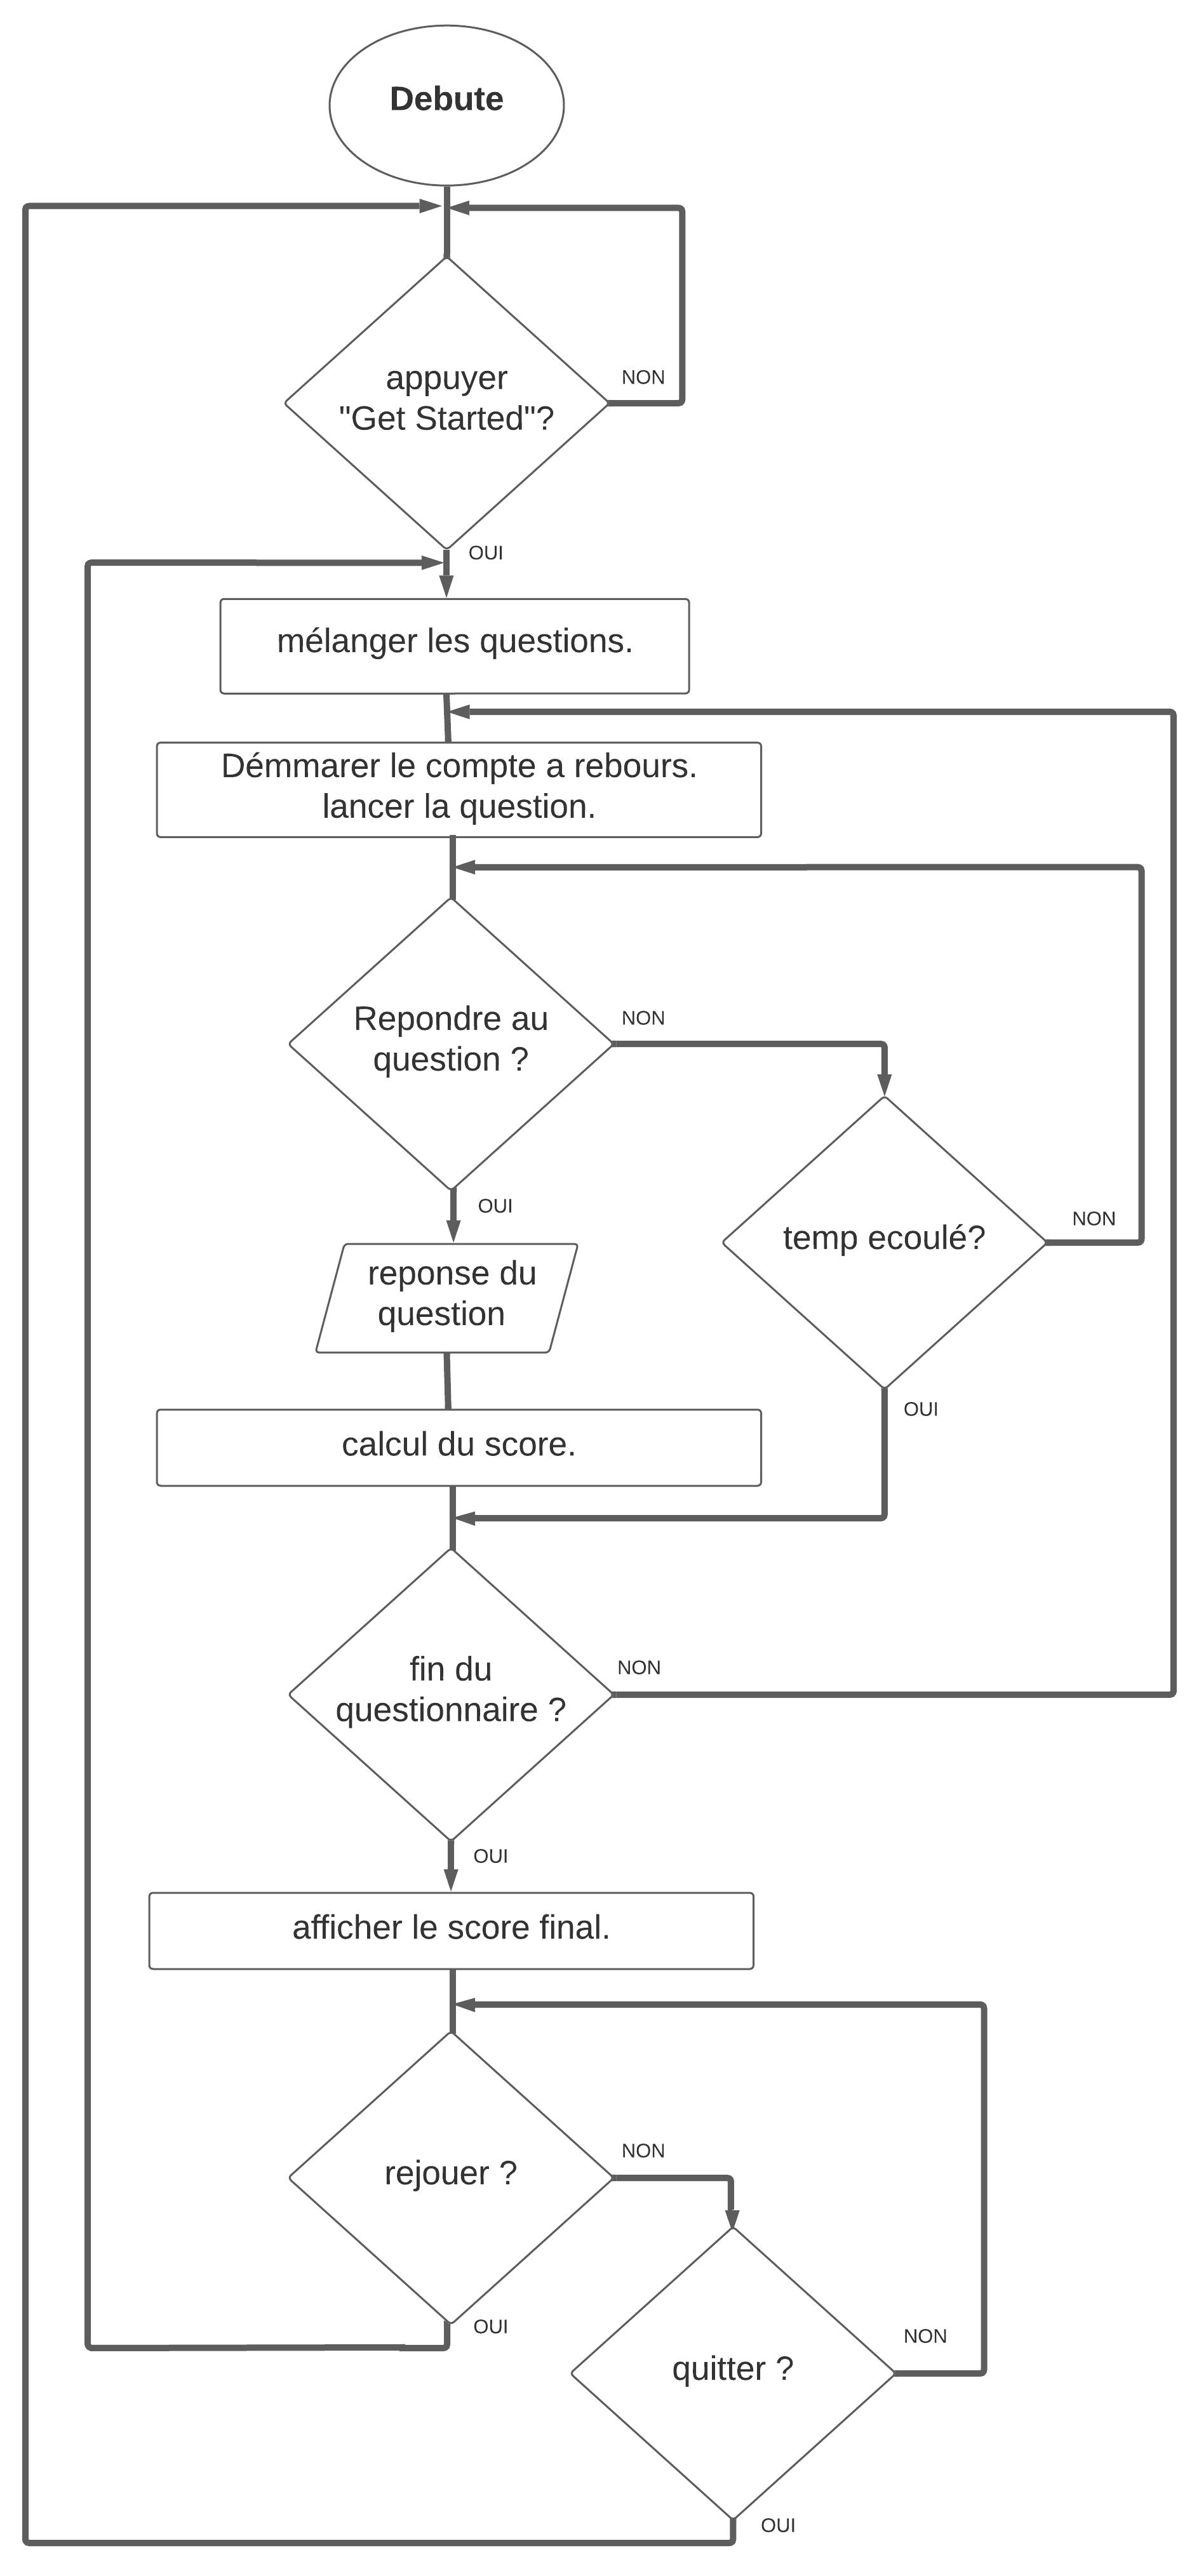 Debute
appuyer
"Get Started"?
NON
OUI
mélanger les questions.
Démmarer le compte a rebours.
lancer la question.
Repondre au
question ?
NON
OUI
temp ecoulé?
NON
OUI
reponse du
question
calcul du score.
fin du
questionnaire ?
NON
OUI
afficher le score final.
rejouer ?
NON
OUI
quitter ?
NON
OUI